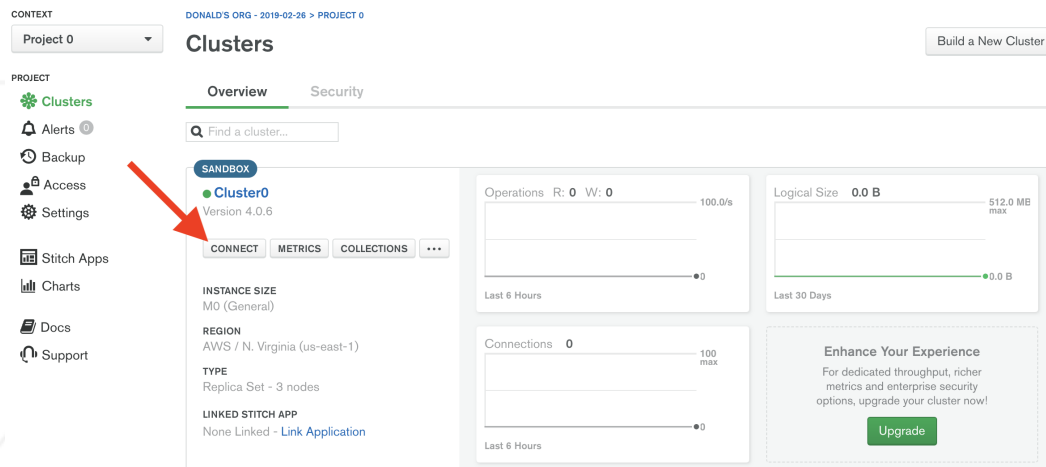 CONTEXT
Project 0
PROJECT
Clusters
Alerts 0
Backup
Access
Settings
Stitch Apps
Charts
Docs
Support
DONALD'S ORG - 2019-02-26 > PROJECT 0
Clusters
Build a New Cluster
Overview
Security
Find a cluster...
SANDBOX
Cluster0
Version 4.0.6
CONNECT
METRICS
COLLECTIONS
...
INSTANCE SIZE
M0 (General)
REGION
AWS / N. Virginia (us-east-1)
TYPE
Replica Set - 3 nodes
LINKED STITCH APP
None Linked - Link Application
Operations R: 0 W: 0
100.0/s
0
Last 6 Hours
Logical Size 0.0 B
512.0 MB
max
0.0 B
Last 30 Days
Connections 0
100
max
0
Last 6 Hours
Enhance Your Experience
For dedicated throughput, richer
metrics and enterprise security
options, upgrade your cluster now!
Upgrade